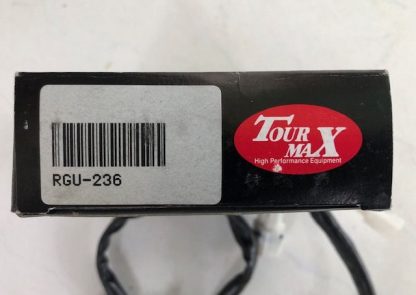 RGU-236
TOUR
MAX
High Performance Equipment